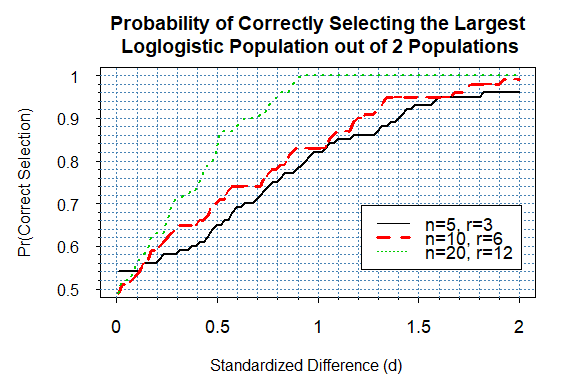 Probability of Correctly Selecting the Largest
Loglogistic Population out of 2 Populations
Pr(Correct Selection)
1
0.9
0.8
0.7
0.6
0.5
n=5, r=3
n=10, r=6
n=20, r=12
0
0.5
1
1.5
2
Standardized Difference (d)